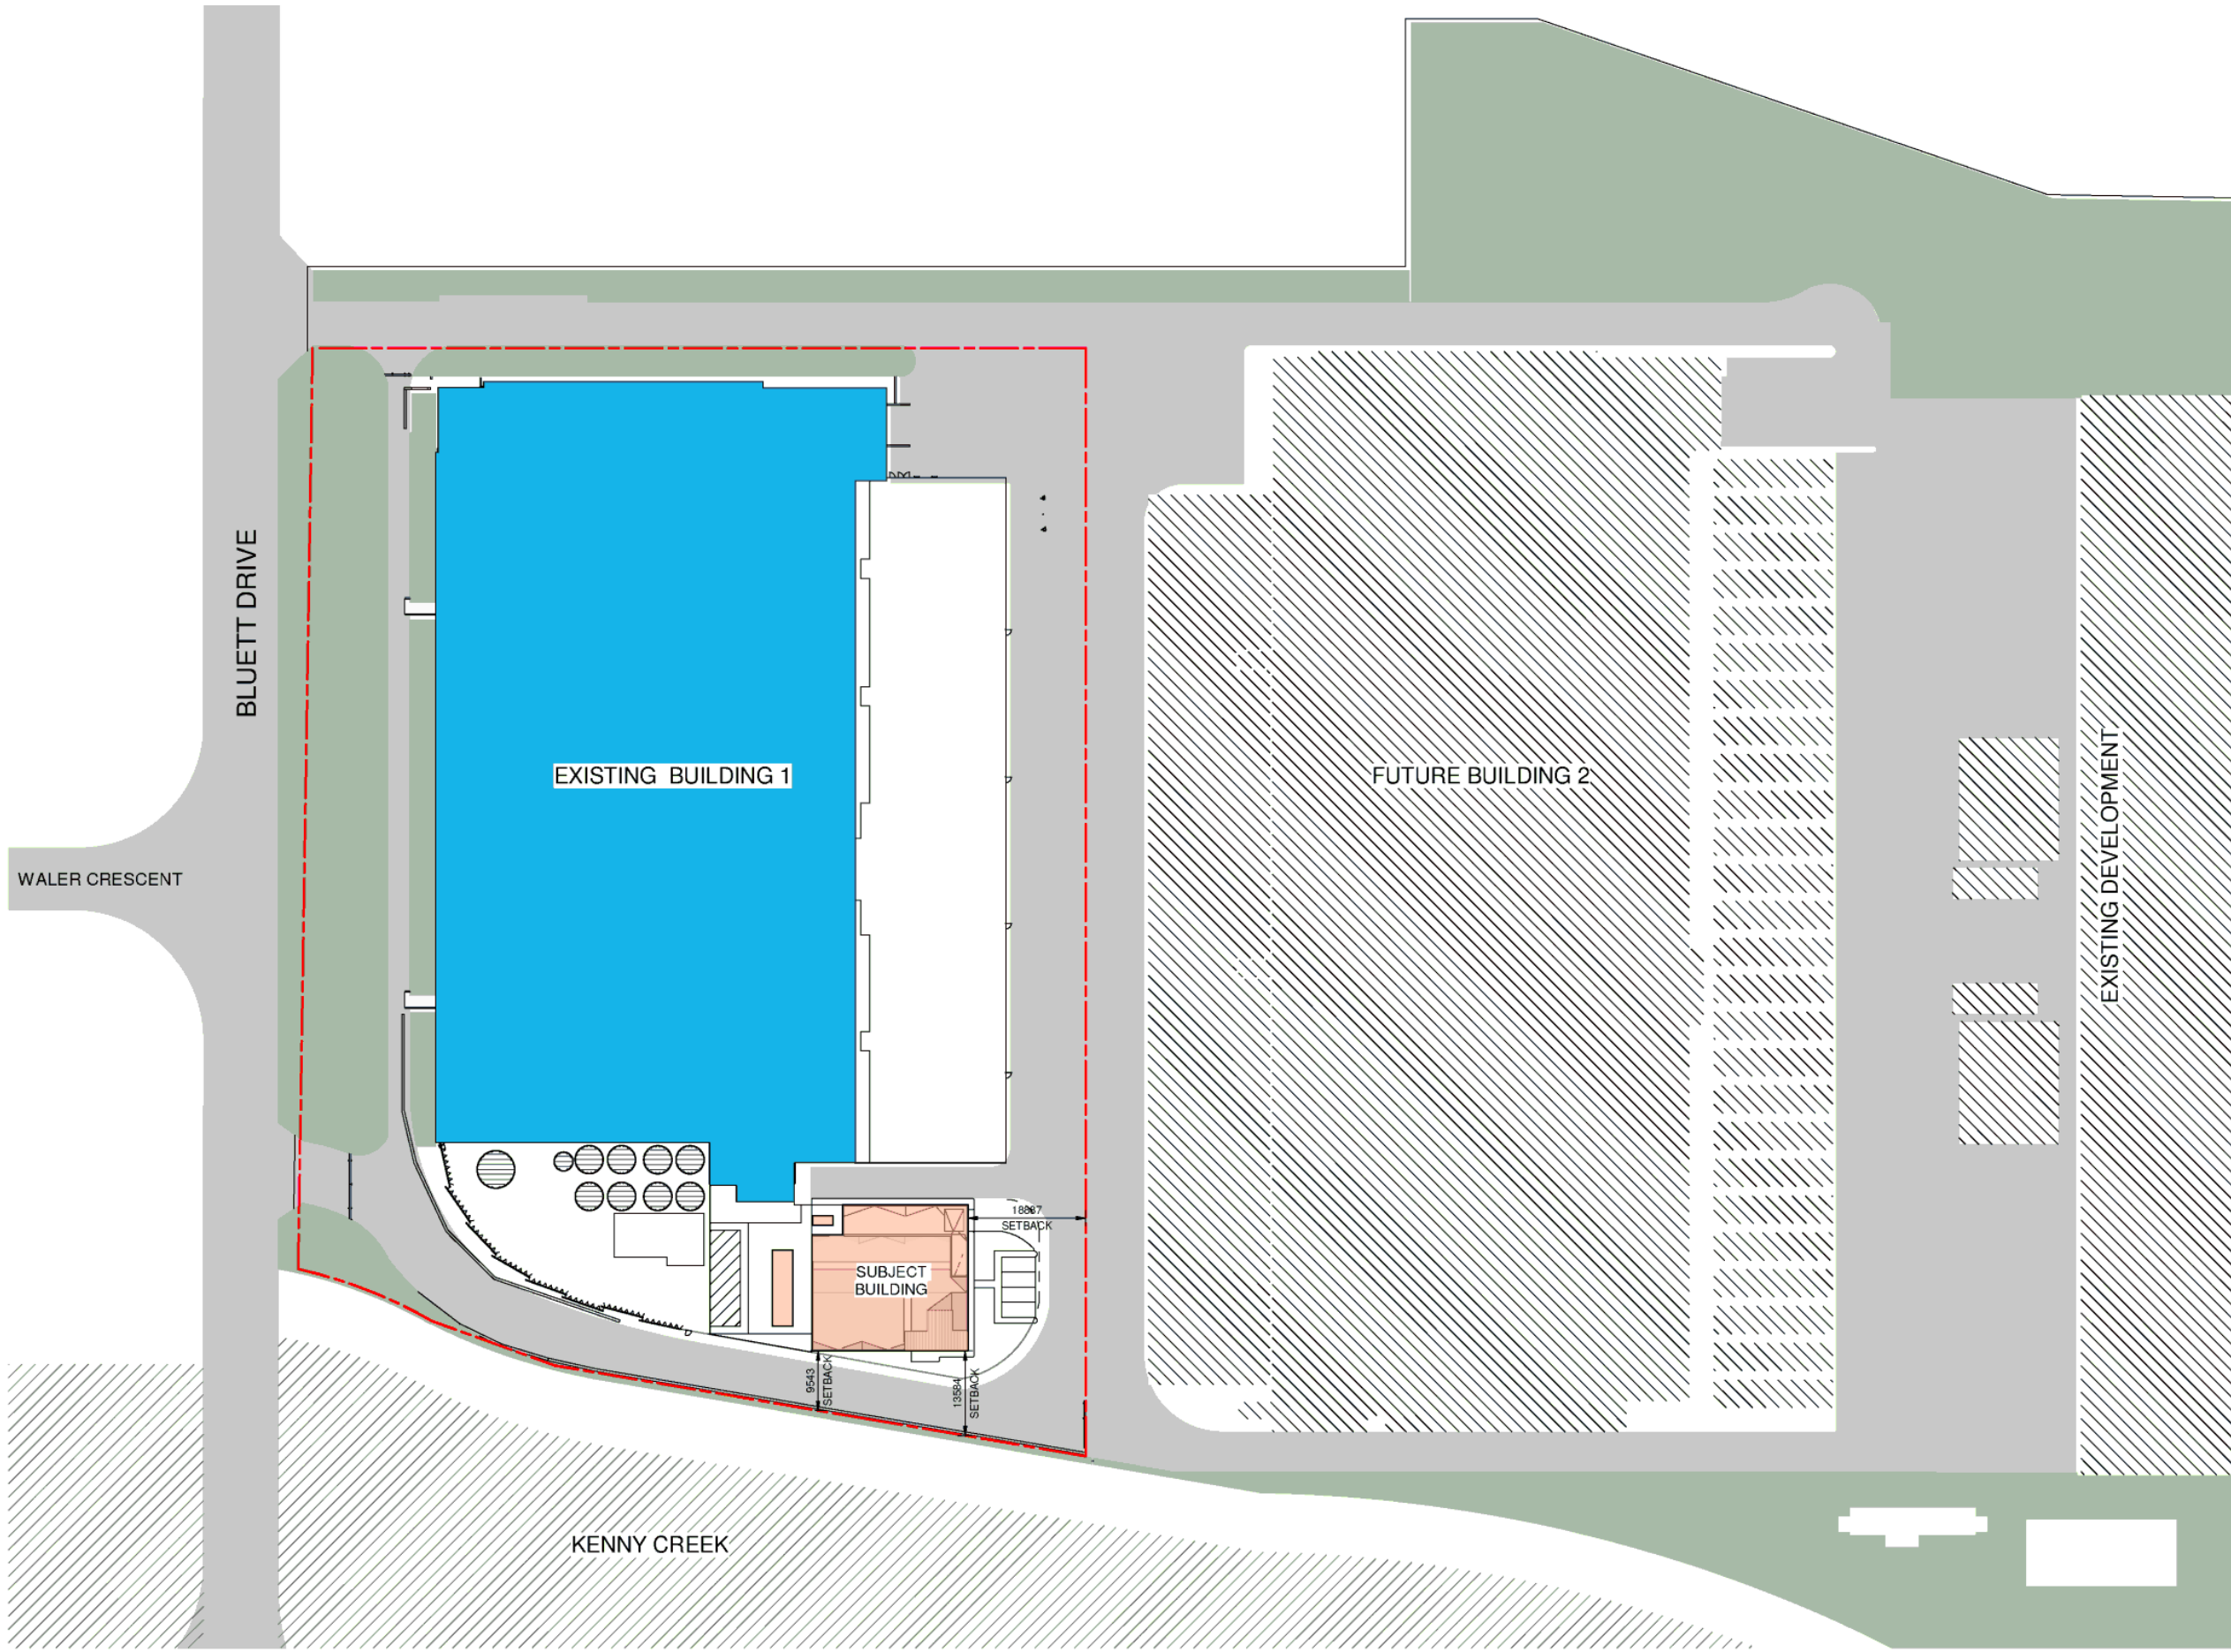 BLUETT DRIVE
EXISTING BUILDING 1
FUTURE BUILDING 2
EXISTING DEVELOPMENT
WALER CRESCENT
SETBACK
SUBJECT
BUILDING
9543
SETBACK
13584
SETBACK
KENNY CREEK